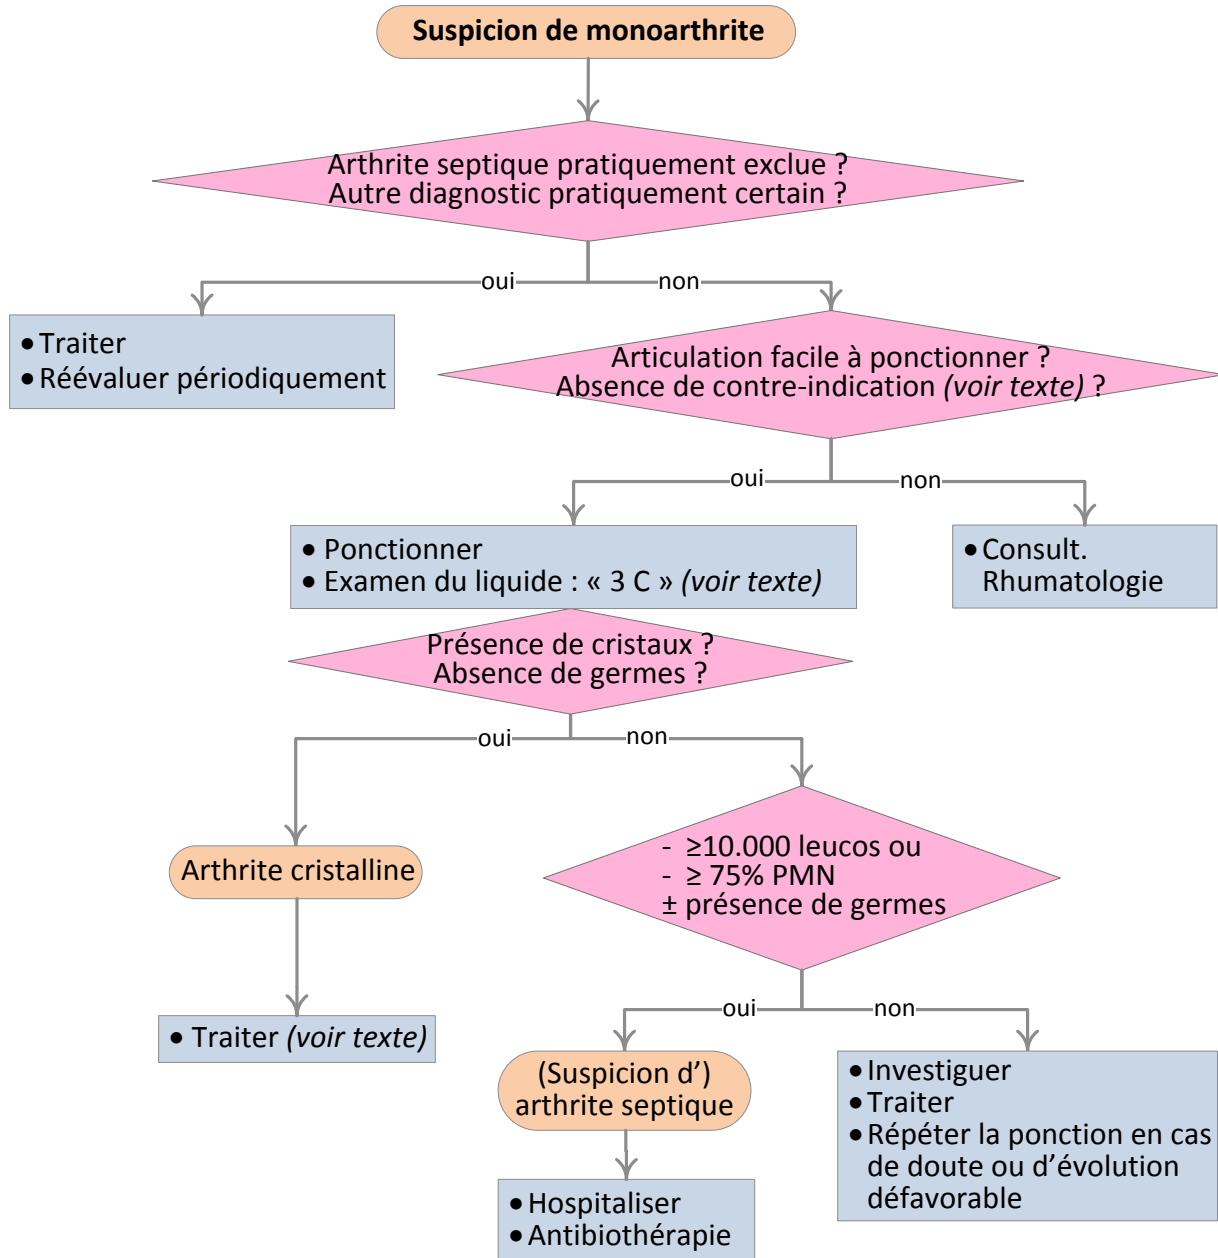 Suspicion de monoarthrite
Arthrite septique pratiquement exclue ?
Autre diagnostic pratiquement certain ?
oui
non
• Traiter
• Réévaluer périodiquement
Articulation facile à ponctionner ?
Absence de contre-indication (voir texte) ?
oui
non
• Ponctionner
• Examen du liquide : « 3 C » (voir texte)
• Consult.
Rhumatologie
Présence de cristaux ?
Absence de germes ?
oui
non
Arthrite cristalline
- ≥10.000 leucos ou
- ≥ 75% PMN
± présence de germes
• Traiter (voir texte)
oui
non
(Suspicion d’)
arthrite septique
• Investiguer
• Traiter
• Répéter la ponction en cas
de doute ou d’évolution
défavorable
• Hospitaliser
• Antibiothérapie